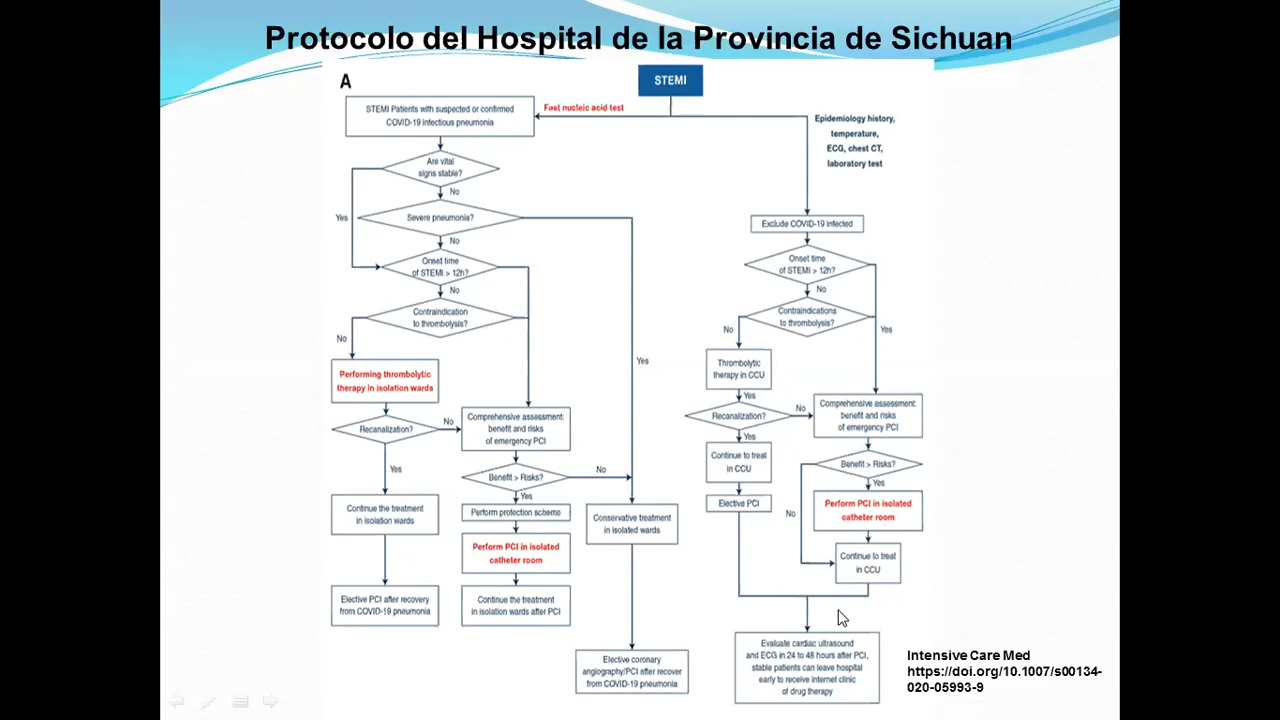 Protocolo del Hospital de la Provincia de Sichuan
A
STEMI
Fast nucleic acid test
STEMI Patients with suspected or confirmed
COVID-19 infectious pneumonia
Epidemiology history,
temperature,
ECG, chest CT,
laboratory test
Are vital
signs stable?
No
Yes
Severe pneumonia?
No
Onset time
of STEMI > 12h?
No
Contraindication
to thrombolysis?
No
Yes
Performing thrombolytic
therapy in isolation wards
Recanalization?
No
Yes
Comprehensive assessment:
benefit and risks
of emergency PCI
Benefit > Risks?
No
Yes
Continue the treatment
in isolation wards
Perform protection scheme
Conservative treatment
in isolated wards
Perform PCI in isolated
catheter room
Elective PCI after recovery
from COVID-19 pneumonia
Continue the treatment
in isolation wards after PCI
Elective coronary
angiography/PCI after recover
from COVID-19 pneumonia
Exclude COVID-19 infected
Onset time
of STEMI > 12h?
No
Contraindications
to thrombolysis?
No
Yes
Thrombolytic
therapy in CCU
Yes
Recanalization?
No
Yes
Comprehensive assessment:
benefit and risks
of emergency PCI
Continue to treat
in CCU
Benefit > Risks?
Yes
No
Elective PCI
Perform PCI in isolated
catheter room
Continue to treat
in CCU
Evaluate cardiac ultrasound
and ECG in 24 to 48 hours after PCI,
stable patients can leave hospital
early to receive internet clinic
of drug therapy
Intensive Care Med
https://doi.org/10.1007/s00134-
020-05993-9